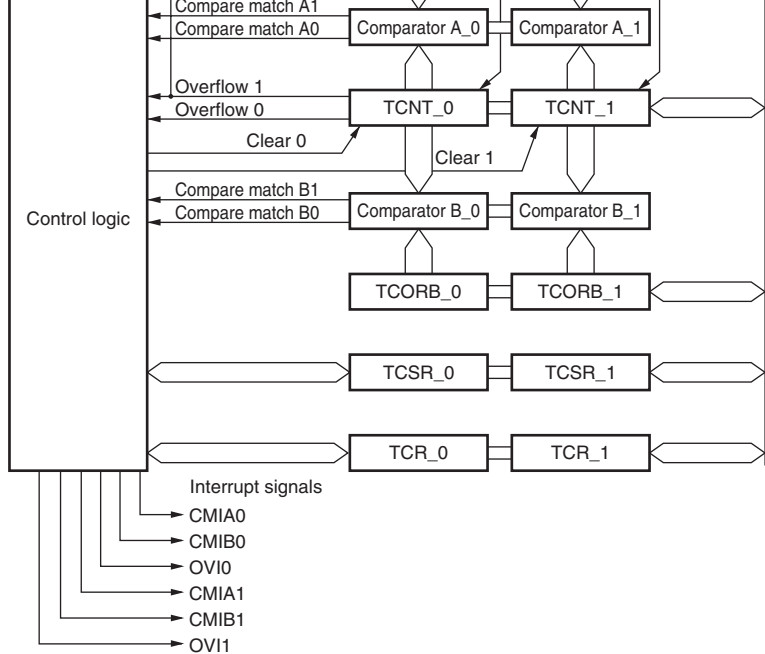 Compare match A1
Compare match A0
Comparator A_0
Comparator A_1
Overflow 1
Overflow 0
TCNT_0
TCNT_1
Clear 0
Clear 1
Compare match B1
Compare match B0
Control logic
Comparator B_0
Comparator B_1
TCORB_0
TCORB_1
TCSR_0
TCSR_1
TCR_0
TCR_1
Interrupt signals
CMIA0
CMIB0
OVI0
CMIA1
CMIB1
OVI1